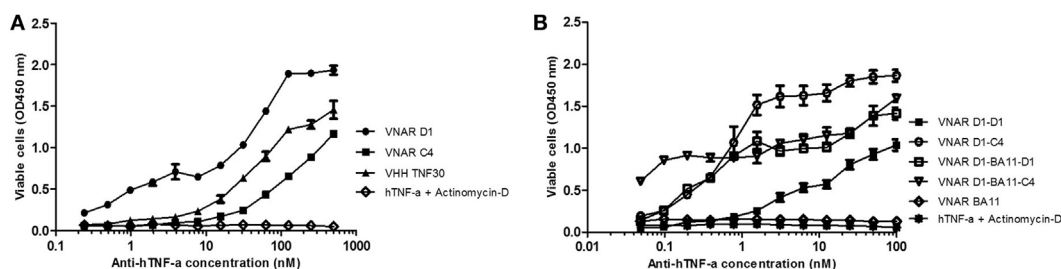 A
2.5
2.0
1.5
1.0
0.5
0.0
0.1
1
10
100
1000
Viable cells (OD450 nm)
Anti-hTNF-a concentration (nM)
VNAR D1
VNAR C4
VHH TNF30
hTNF-a + Actinomycin-D
B
2.5
2.0
1.5
1.0
0.5
0.0
0.01
0.1
1
10
100
Viable cells (OD450 nm)
Anti-hTNF-a concentration (nM)
VNAR D1-D1
VNAR D1-C4
VNAR D1-BA11-D1
VNAR D1-BA11-C4
VNAR BA11
hTNF-a + Actinomycin-D